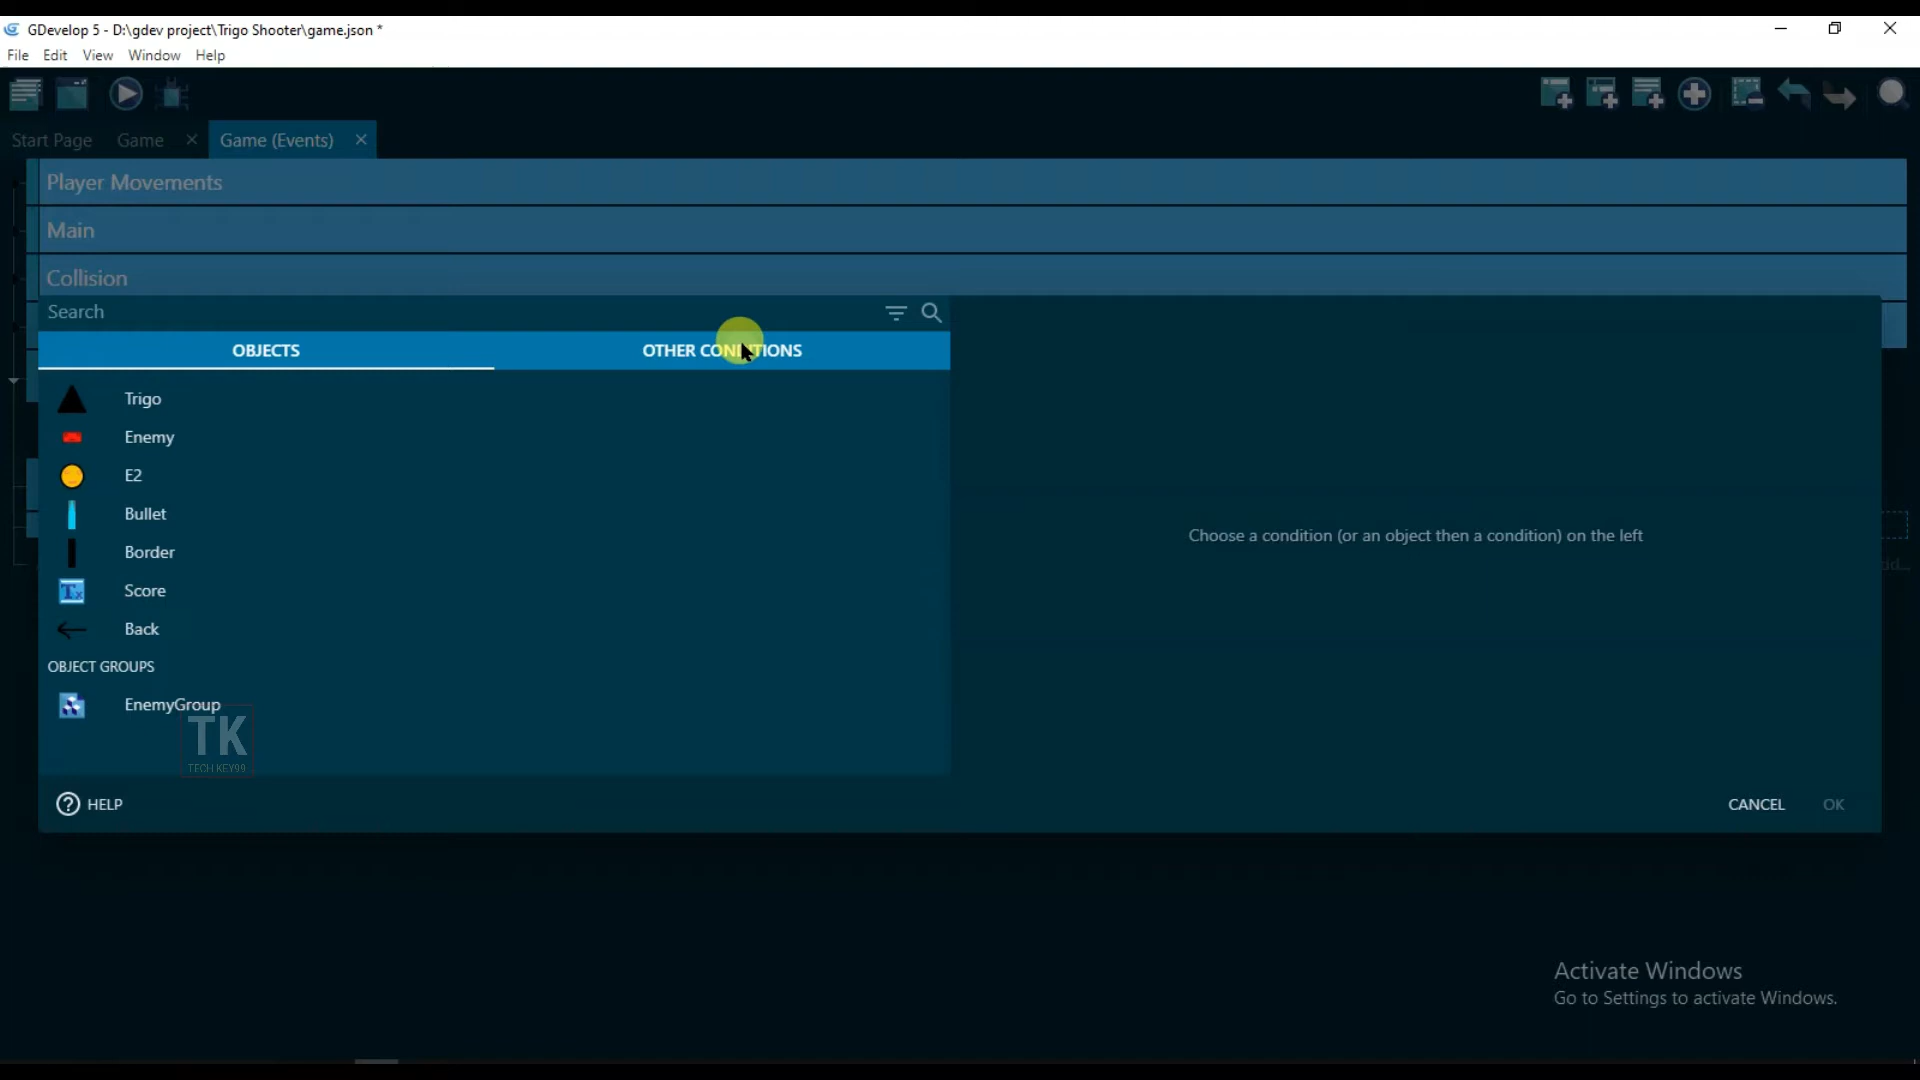 GDevelop 5 - D:\gdev project\Trigo Shooter\game.json *
File Edit View Window Help
Start Page Game Game (Events)
Player Movements
Main
Collision
Search
OBJECTS OTHER CONDITIONS
Trigo
Enemy
E2
Bullet
Border
Score
Back
OBJECT GROUPS
EnemyGroup
TK
TECH KEY99
Choose a condition (or an object then a condition) on the left
HELP
CANCEL OK
Activate Windows
Go to Settings to activate Windows.